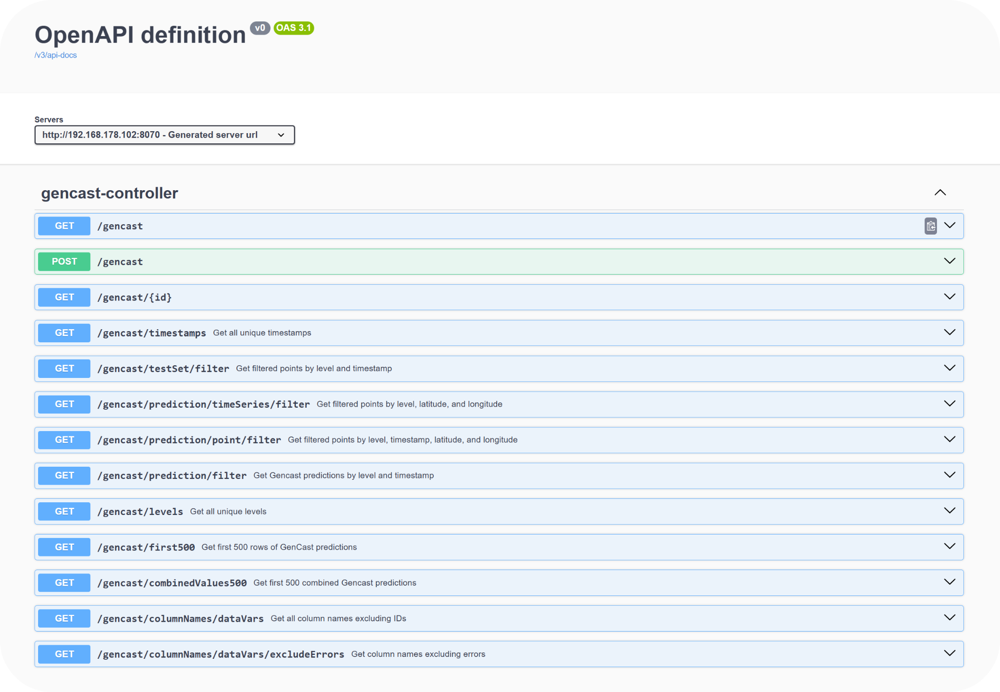 OpenAPI definition v0 OAS 3.1
/v3/api-docs
Servers
http://192.168.178.102:8070 - Generated server url
gencast-controller
GET /gencast
POST /gencast
GET /gencast/{id}
GET /gencast/timestamps Get all unique timestamps
GET /gencast/testSet/filter Get filtered points by level and timestamp
GET /gencast/prediction/timeSeries/filter Get filtered points by level, latitude, and longitude
GET /gencast/prediction/point/filter Get filtered points by level, timestamp, latitude, and longitude
GET /gencast/prediction/filter Get Gencast predictions by level and timestamp
GET /gencast/levels Get all unique levels
GET /gencast/first500 Get first 500 rows of GenCast predictions
GET /gencast/combinedValues500 Get first 500 combined Gencast predictions
GET /gencast/columnNames/dataVars Get all column names excluding IDs
GET /gencast/columnNames/dataVars/excludeErrors Get column names excluding errors